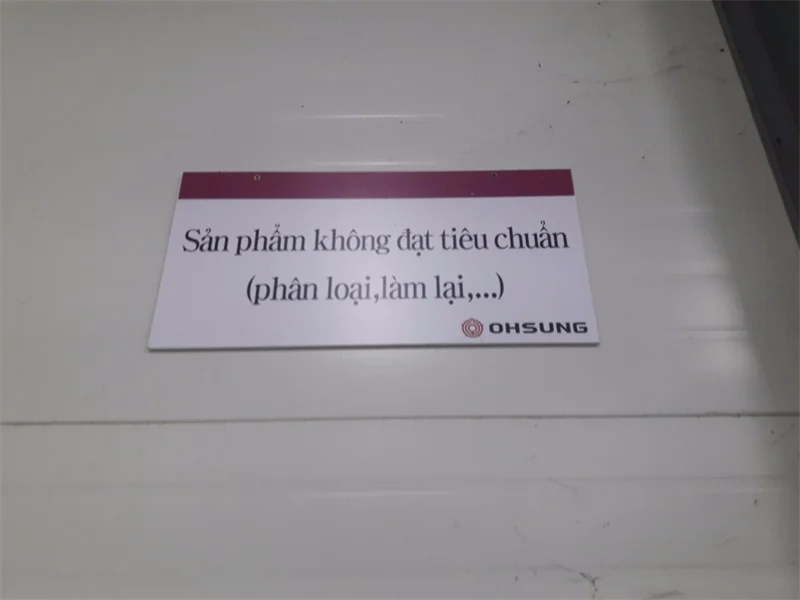 Sản phẩm không đạt tiêu chuẩn
(phân loại,làm lại,...)
OHSUNG